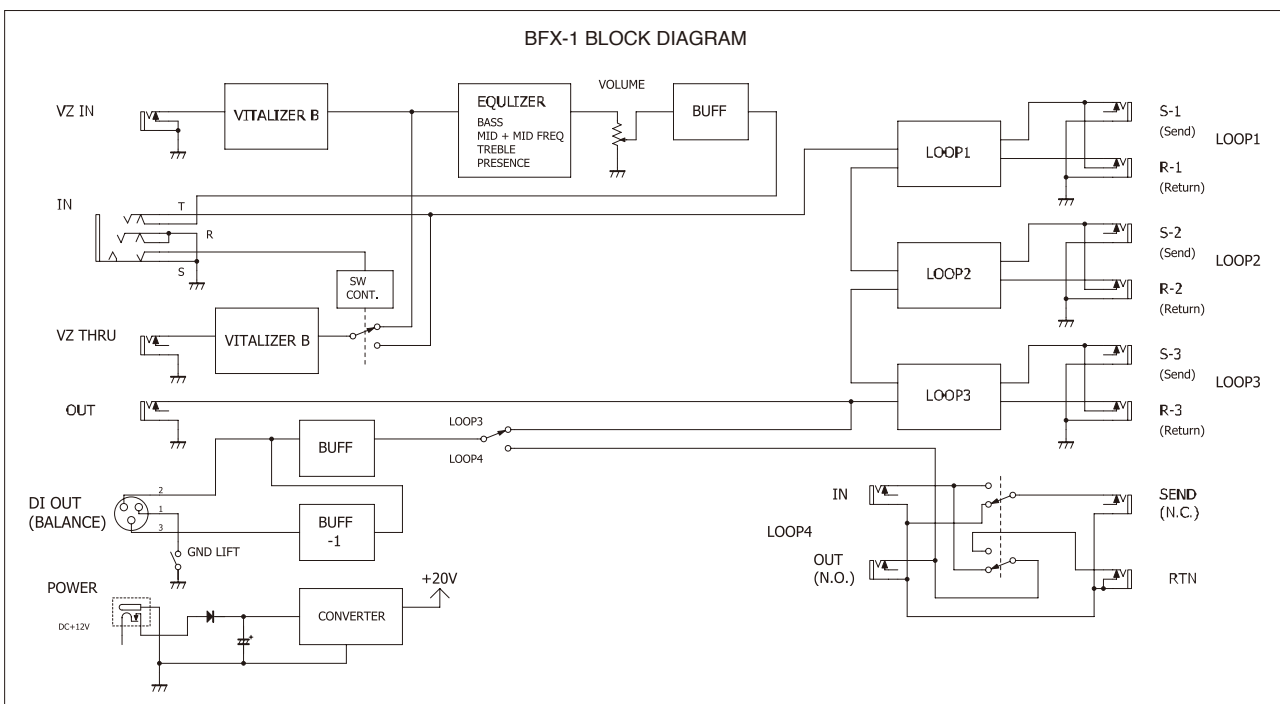 BFX-1 BLOCK DIAGRAM
VZ IN
VITALIZER B
EQULIZER
BASS
MID + MID FREQ
TREBLE
PRESENCE
VOLUME
BUFF
LOOP1
S-1
(Send)
LOOP1
R-1
(Return)
IN
T
R
S
SW
CONT.
LOOP2
S-2
(Send)
LOOP2
R-2
(Return)
VZ THRU
VITALIZER B
LOOP3
S-3
(Send)
LOOP3
R-3
(Return)
OUT
BUFF
LOOP3
LOOP4
DI OUT
(BALANCE)
2
1
3
BUFF
-1
GND LIFT
IN
LOOP4
OUT
(N.O.)
SEND
(N.C.)
RTN
POWER
DC+12V
+
CONVERTER
+20V